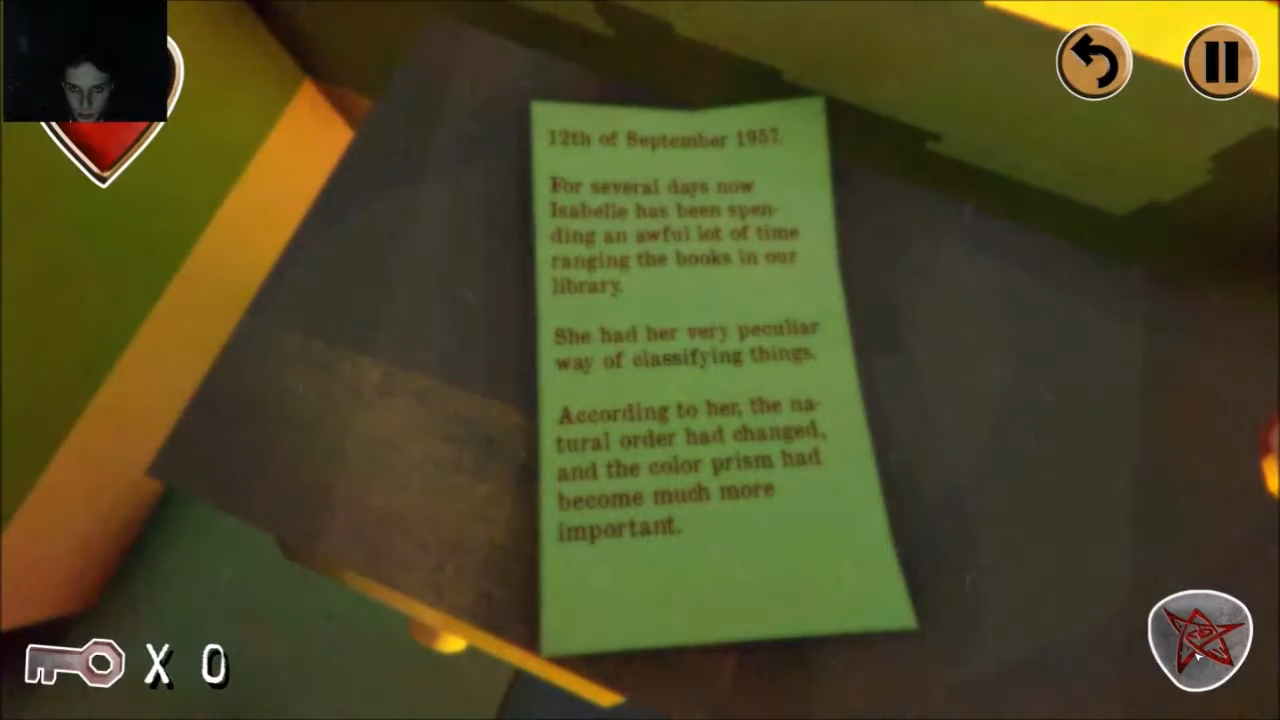 12th of September 1957.
For several days now
Isabelle has been spen-
ding an awful lot of time
ranging the books in our
library.
She had her very peculiar
way of classifying things.
According to her, the na-
tural order had changed,
and the color prism had
become much more
important.
X 0